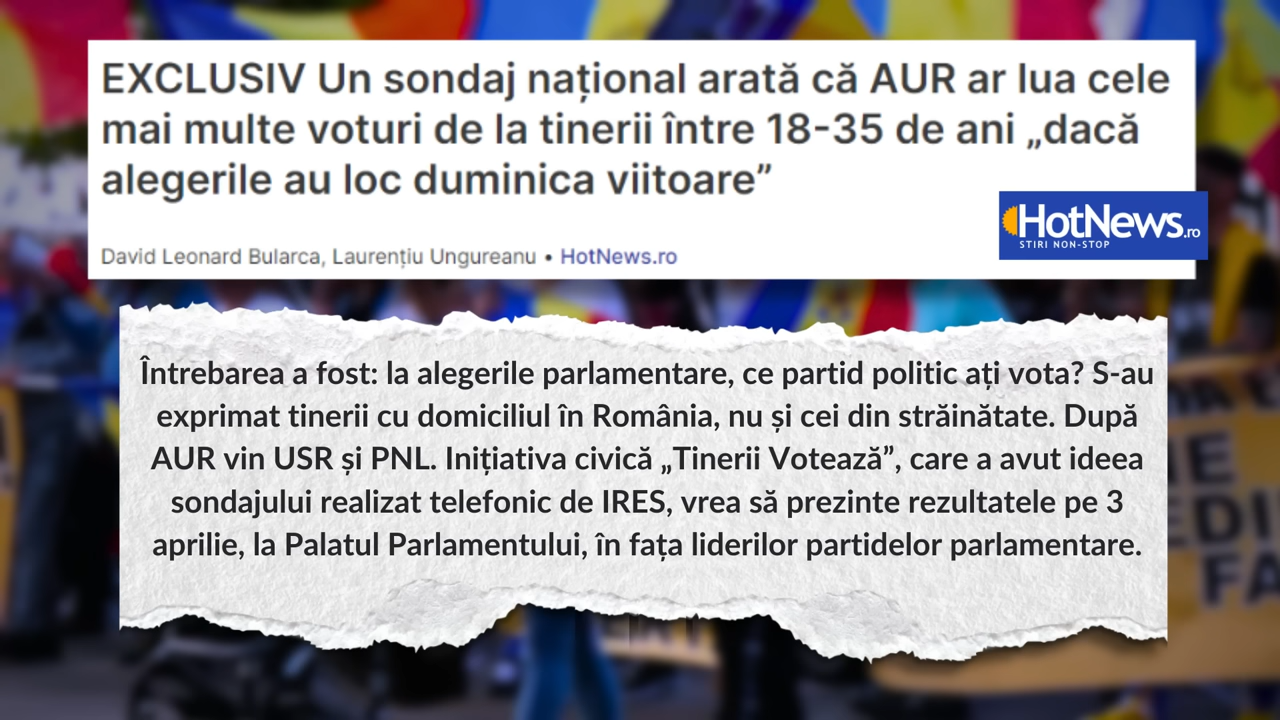 EXCLUSIV Un sondaj național arată că AUR ar lua cele
mai multe voturi de la tinerii între 18-35 de ani „dacă
alegerile au loc duminica viitoare”
David Leonard Bularca, Laurențiu Ungureanu • HotNews.ro
HotNews.ro
STIRI NON-STOP
Întrebarea a fost: la alegerile parlamentare, ce partid politic ați vota? S-au
exprimat tinerii cu domiciliul în România, nu și cei din străinătate. După
AUR vin USR și PNL. Inițiativa civică „Tinerii Votează”, care a avut ideea
sondajului realizat telefonic de IRES, vrea să prezinte rezultatele pe 3
aprilie, la Palatul Parlamentului, în fața liderilor partidelor parlamentare.